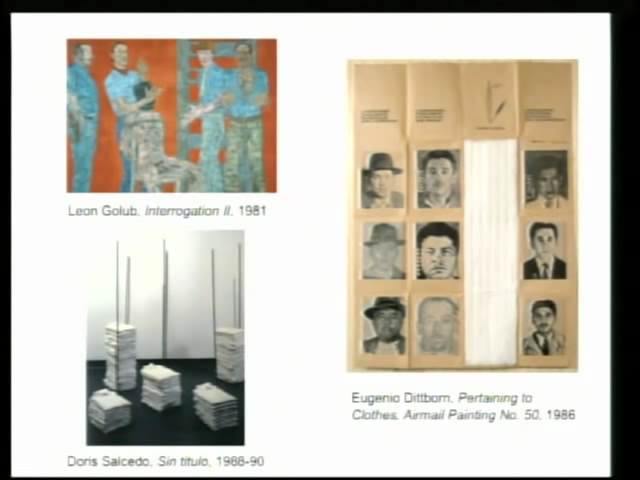 Leon Golub, Interrogation II, 1981
Doris Salcedo, Sin título, 1988-90
Eugenio Dittborn, Pertaining to
Clothes, Airmail Painting No. 50, 1986